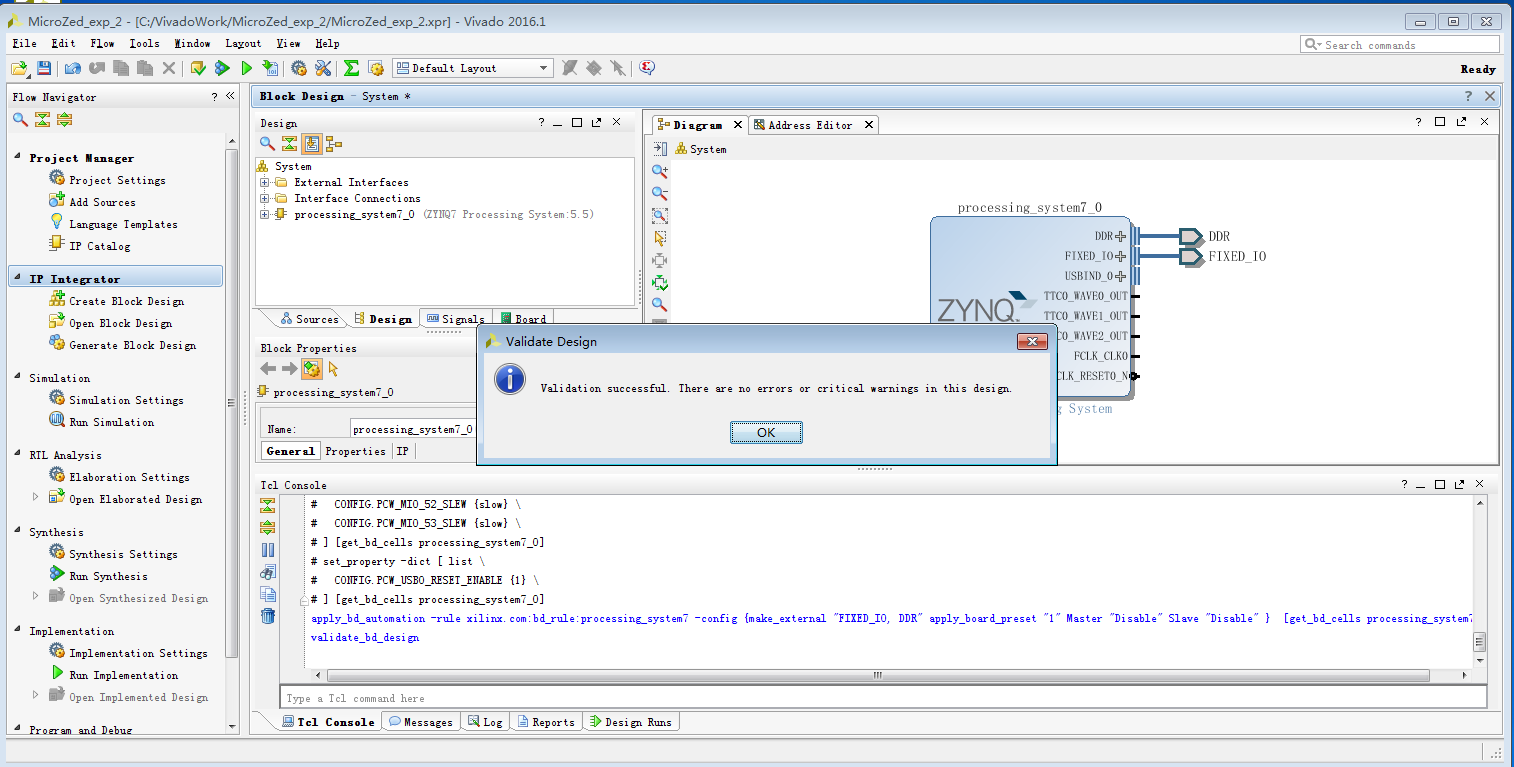 MicroZed_exp_2 - [C:/VivadoWork/MicroZed_exp_2/MicroZed_exp_2.xpr] - Vivado 2016.1
File Edit Flow Tools Window Layout View Help
Search commands
Default Layout
Ready
Flow Navigator
Project Manager
Project Settings
Add Sources
Language Templates
IP Catalog
IP Integrator
Create Block Design
Open Block Design
Generate Block Design
Simulation
Simulation Settings
Run Simulation
RTL Analysis
Elaboration Settings
Open Elaborated Design
Synthesis
Synthesis Settings
Run Synthesis
Open Synthesized Design
Implementation
Implementation Settings
Run Implementation
Open Implemented Design
Program and Debug
Block Design - System *
Design
System
External Interfaces
Interface Connections
processing_system7_0 (ZYNQ7 Processing System:5.5)
Sources Design Signals Board
Block Properties
processing_system7_0
Name: processing_system7_0
General Properties IP
Diagram Address Editor
System
processing_system7_0
DDR DDR
FIXED_IO FIXED_IO
USBIND_0
TTC0_WAVE0_OUT
ZYNQ
TTC0_WAVE1_OUT
C0_WAVE2_OUT
FCLK_CLK0
CLK_RESET0_N
g System
Validate Design
Validation successful. There are no errors or critical warnings in this design.
OK
Tcl Console
# CONFIG.PCW_MIO_52_SLEW {slow} \
# CONFIG.PCW_MIO_53_SLEW {slow} \
# ] [get_bd_cells processing_system7_0]
# set_property -dict [ list \
# CONFIG.PCW_USB0_RESET_ENABLE {1} \
# ] [get_bd_cells processing_system7_0]
apply_bd_automation -rule xilinx.com:bd_rule:processing_system7 -config {make_external "FIXED_IO, DDR" apply_board_preset "1" Master "Disable" Slave "Disable" } [get_bd_cells processing_system7
validate_bd_design
Type a Tcl command here
Tcl Console Messages Log Reports Design Runs